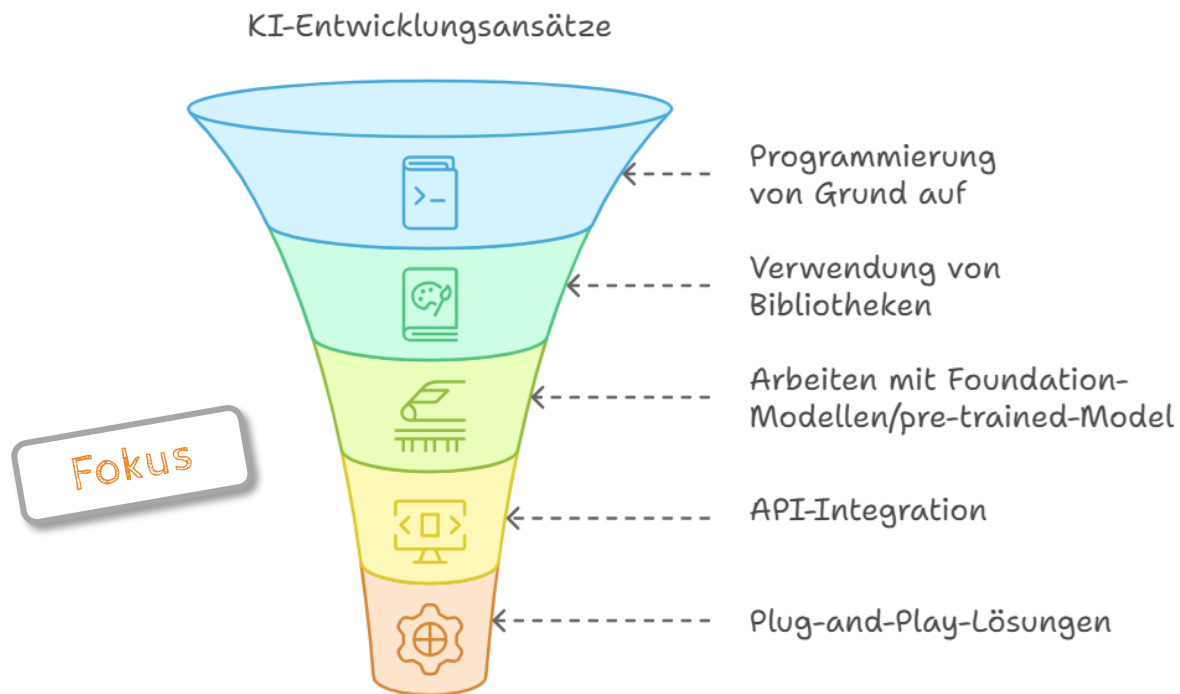 KI-Entwicklungsansätze
Programmierung
von Grund auf
Verwendung von
Bibliotheken
Arbeiten mit Foundation-
Modellen/pre-trained-Model
Fokus
API-Integration
Plug-and-Play-Lösungen